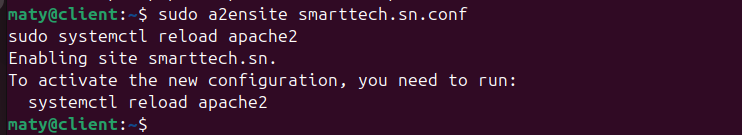 maty@client:~$ sudo a2ensite smarttech.sn.conf
sudo systemctl reload apache2
Enabling site smarttech.sn.
To activate the new configuration, you need to run:
  systemctl reload apache2
maty@client:~$